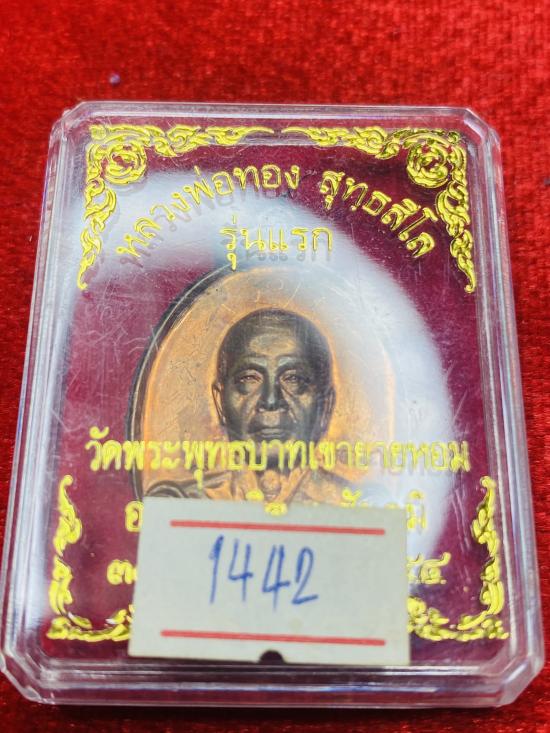 หลวงพ่อทอง สุทธสีโล
รุ่นแรก
วัดพระพุทธบาทเขายายหอม
1442